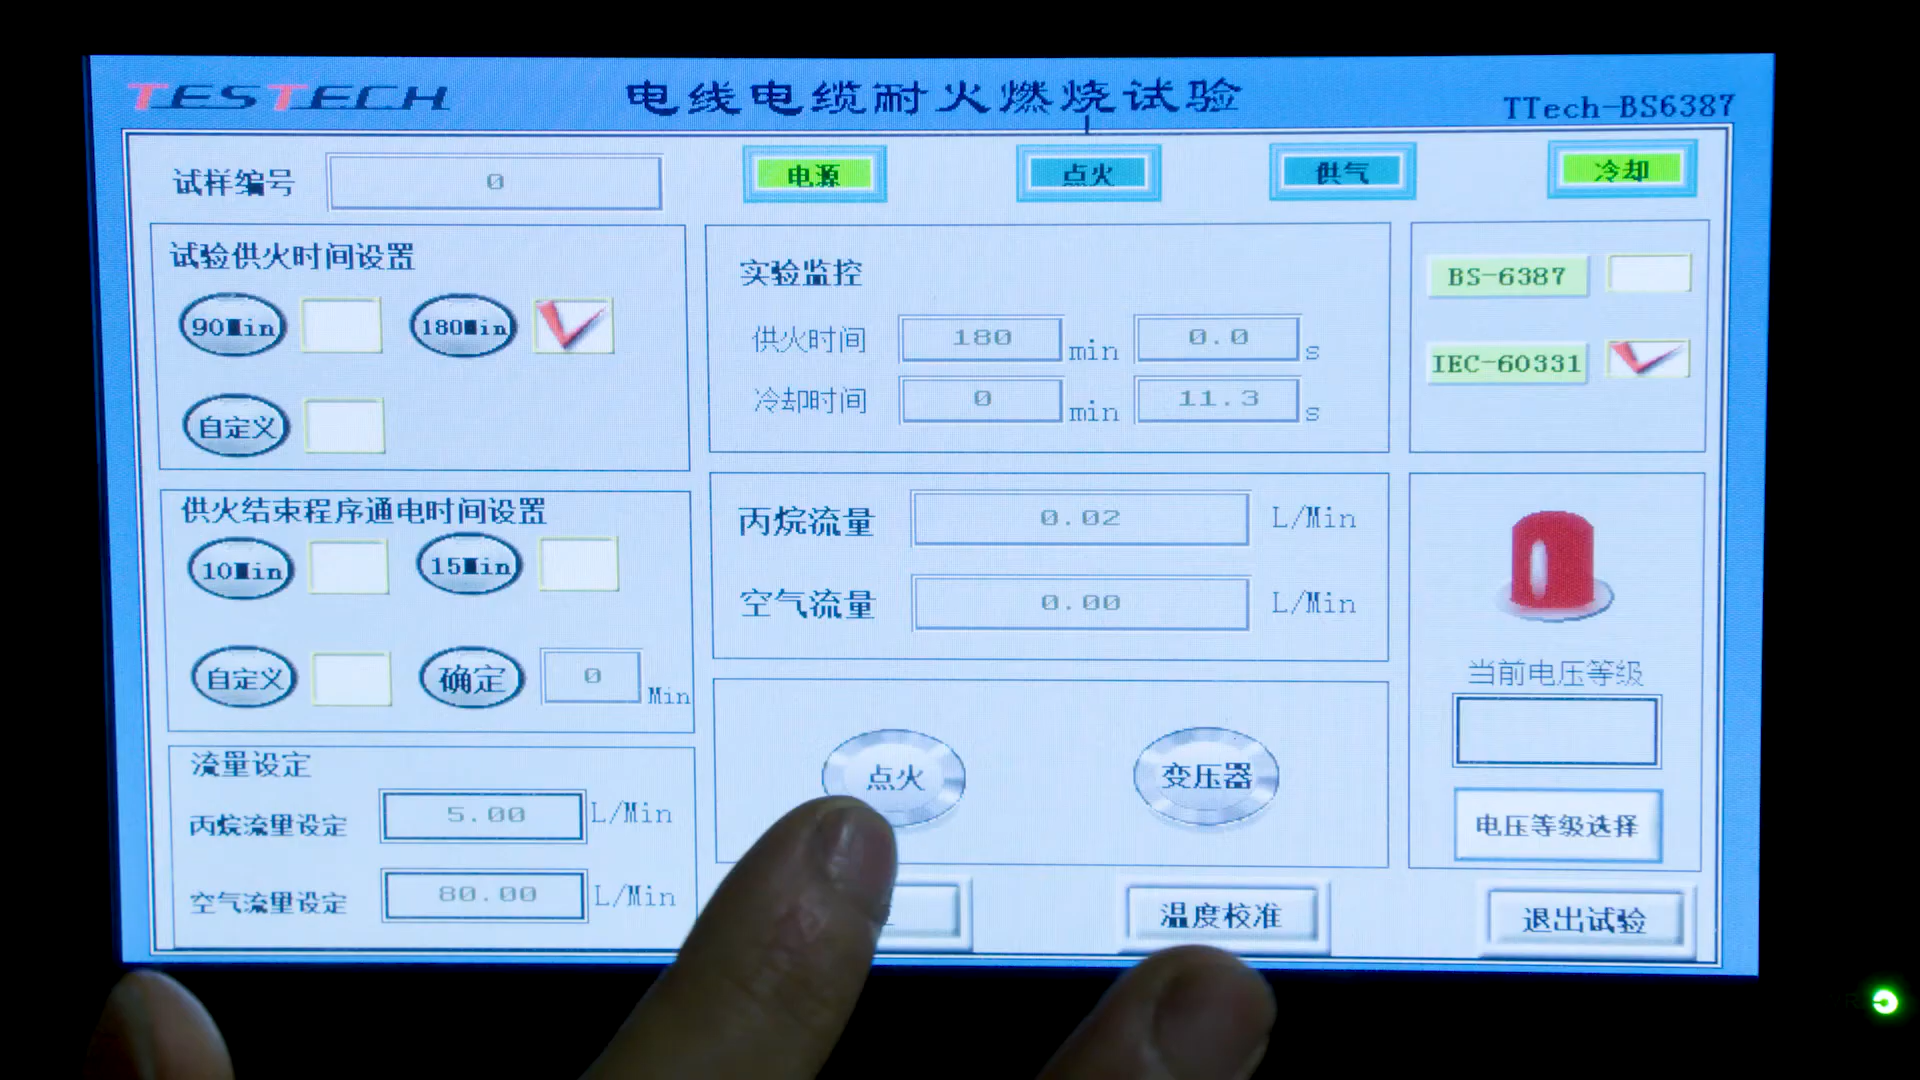 TESTECH 电线电缆耐火燃烧试验 TTech-BS6387
试样编号 0 电源 点火 供气 冷却
试验供火时间设置
90Min 180Min
自定义
供火结束程序通电时间设置
10Min 15Min
自定义 确定 0 Min
流量设定
丙烷流量设定 5.00 L/Min
空气流量设定 80.00 L/Min
实验监控
供火时间 180 min 0.0 s
冷却时间 0 min 11.3 s
丙烷流量 0.02 L/Min
空气流量 0.00 L/Min
点火 变压器
温度校准
BS-6387
IEC-60331
当前电压等级
电压等级选择
退出试验